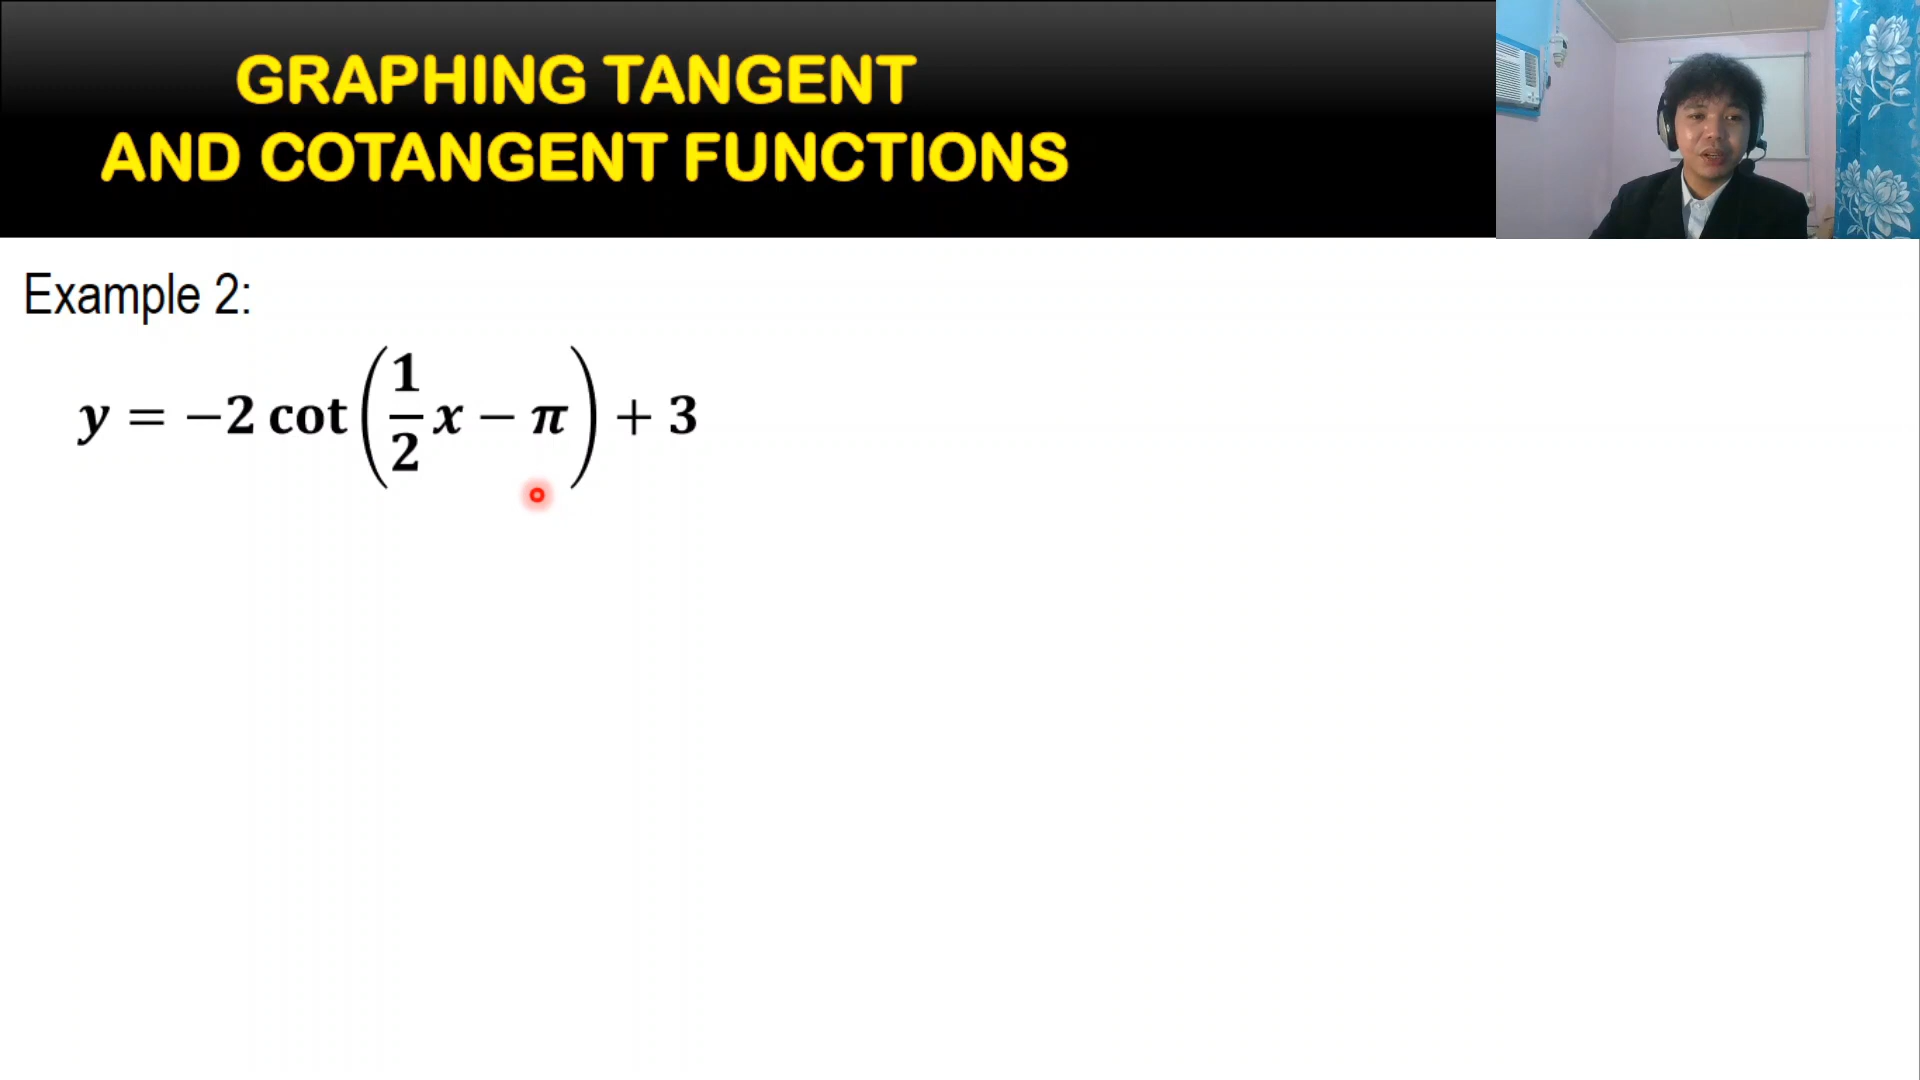 GRAPHING TANGENT
AND COTANGENT FUNCTIONS
Example 2:
y = −2 cot(1/2 x − π) + 3